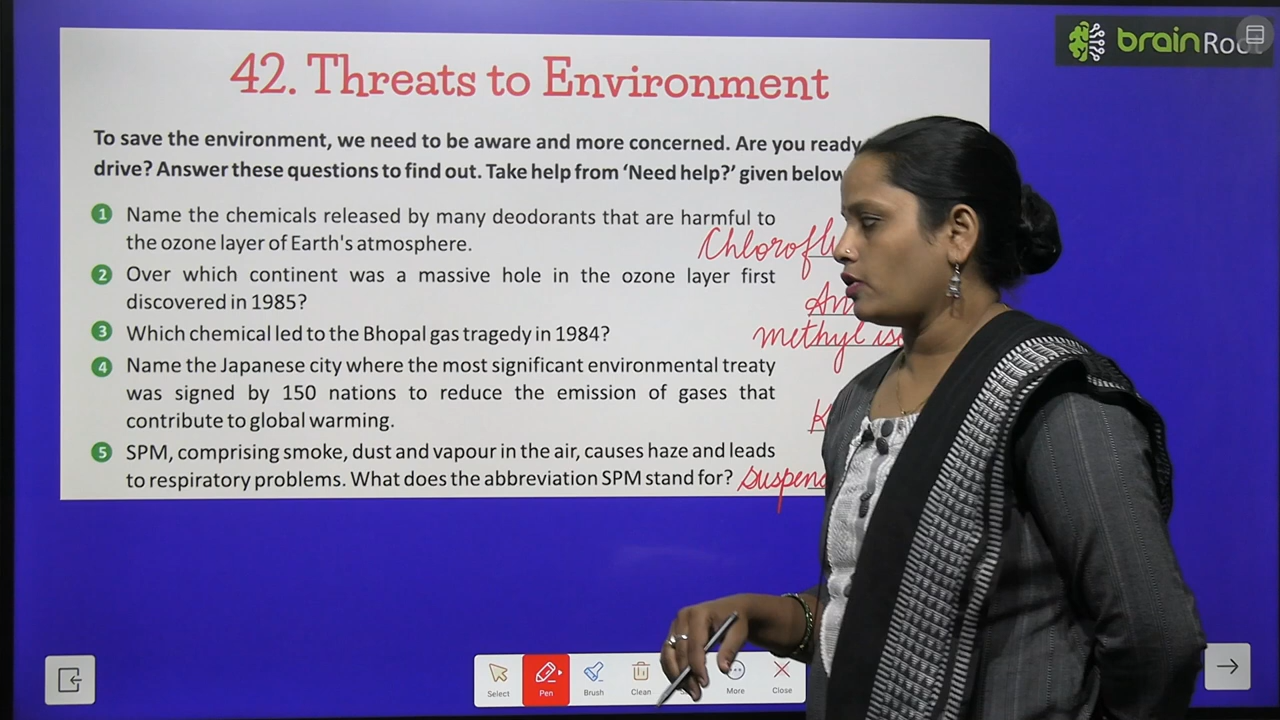 brainRoot
42. Threats to Environment
To save the environment, we need to be aware and more concerned. Are you ready
drive? Answer these questions to find out. Take help from ‘Need help?’ given below
1 Name the chemicals released by many deodorants that are harmful to
the ozone layer of Earth's atmosphere.
Chlorofl
2 Over which continent was a massive hole in the ozone layer first
discovered in 1985?
An
3 Which chemical led to the Bhopal gas tragedy in 1984?
methyl is
4 Name the Japanese city where the most significant environmental treaty
was signed by 150 nations to reduce the emission of gases that
contribute to global warming.
K
5 SPM, comprising smoke, dust and vapour in the air, causes haze and leads
to respiratory problems. What does the abbreviation SPM stand for? Suspend
Select Pen Brush Clean More Close